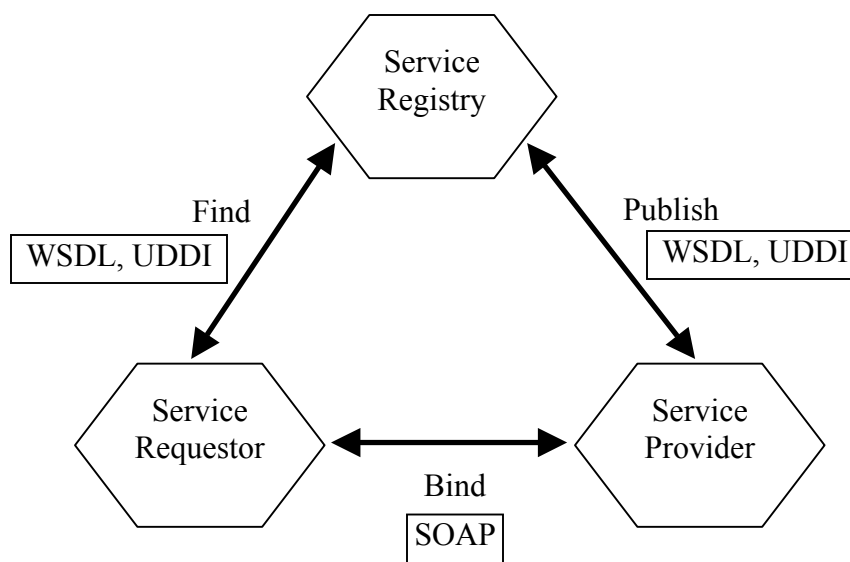 Service
Registry
Find
Publish
WSDL, UDDI
WSDL, UDDI
Service
Requestor
Service
Provider
Bind
SOAP